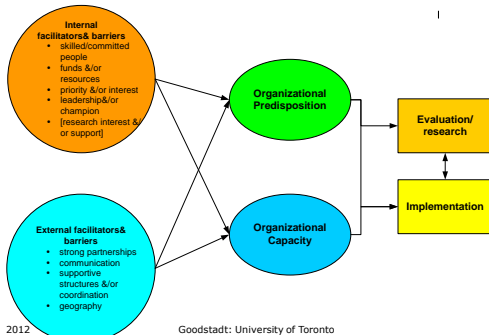 Internal
facilitators& barriers
• skilled/committed
people
• funds &/or
resources
• priority &/or interest
• leadership&/or
champion
• [research interest &/
or support]
Organizational
Predisposition
Evaluation/
research
Implementation
External facilitators&
barriers
• strong partnerships
• communication
• supportive
structures &/or
coordination
• geography
Organizational
Capacity
2012
Goodstadt: University of Toronto